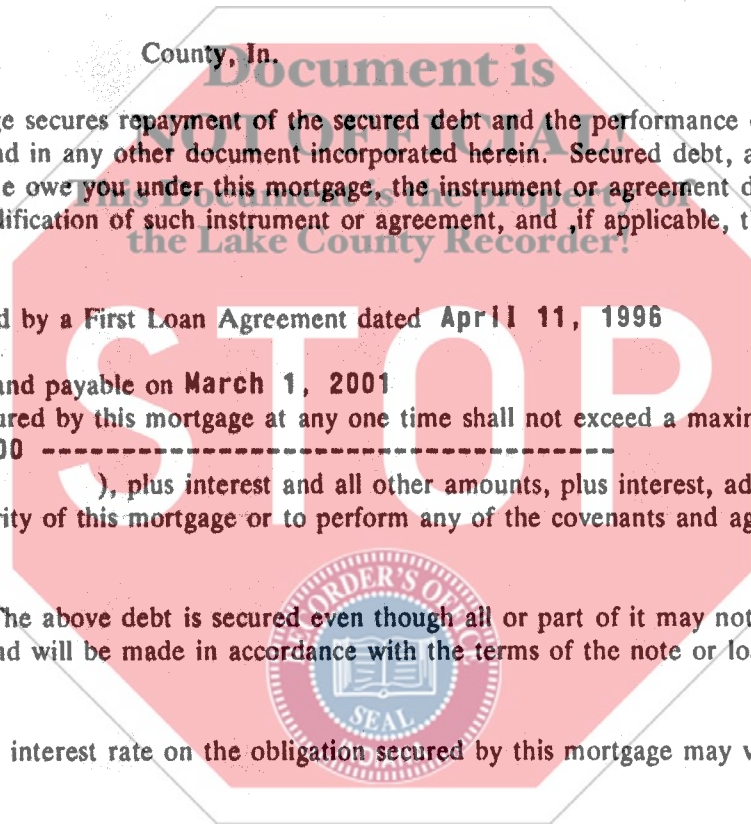 County, In.
Document is
ge secures repayment of the secured debt and the performance
NOT OFFICIAL!
nd in any other document incorporated herein. Secured debt, a
e owe you under this mortgage, the instrument or agreement d
This Document is the property of
dification of such instrument or agreement, and ,if applicable, t
the Lake County Recorder!
d by a First Loan Agreement dated April 11, 1996
and payable on March 1, 2001
ured by this mortgage at any one time shall not exceed a maxim
00 -----------------------------------
), plus interest and all other amounts, plus interest, ad
rity of this mortgage or to perform any of the covenants and ag
STOP
The above debt is secured even though all or part of it may not
nd will be made in accordance with the terms of the note or loa
RECORDER'S OFFICE
SEAL
interest rate on the obligation secured by this mortgage may v